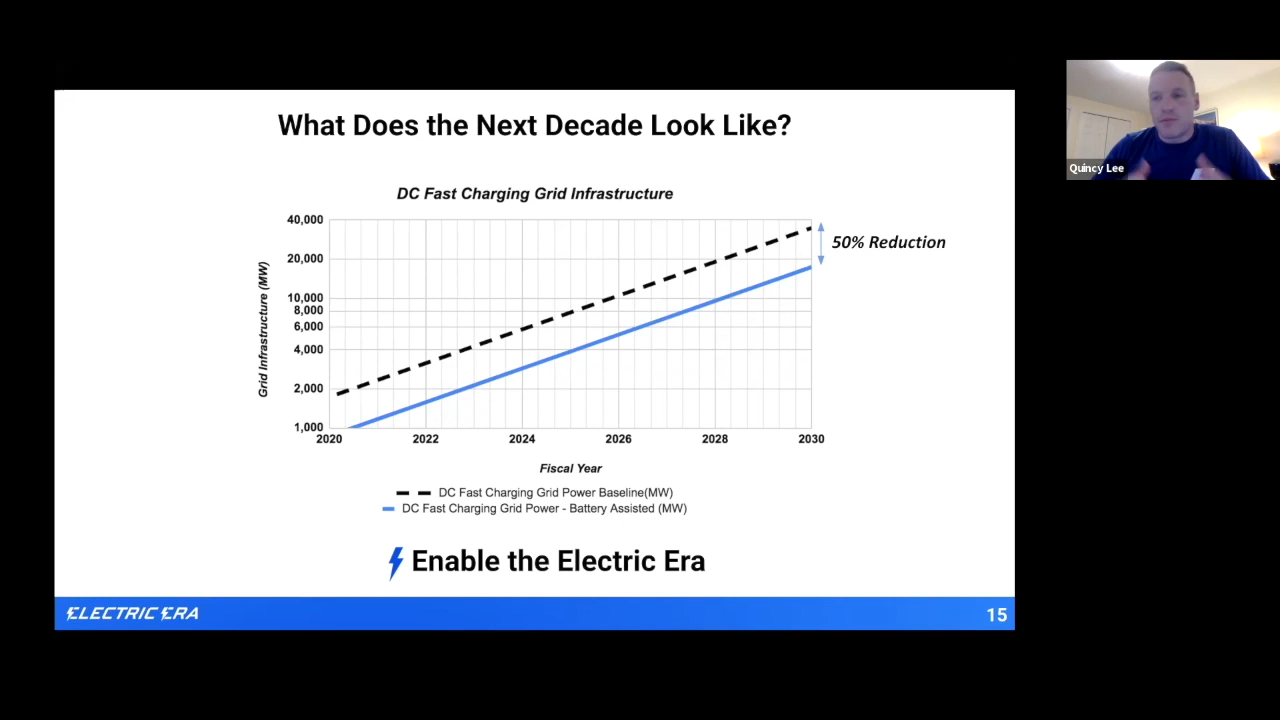 What Does the Next Decade Look Like?
DC Fast Charging Grid Infrastructure
40,000
20,000
10,000
8,000
6,000
4,000
2,000
1,000
Grid Infrastructure (MW)
50% Reduction
2020 2022 2024 2026 2028 2030
Fiscal Year
DC Fast Charging Grid Power Baseline(MW)
DC Fast Charging Grid Power - Battery Assisted (MW)
Enable the Electric Era
ELECTRIC ERA
15
Quincy Lee